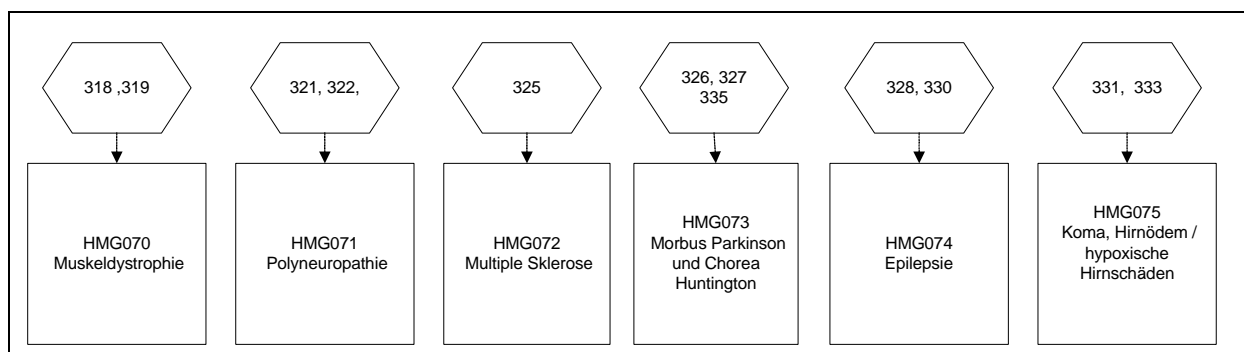 318 ,319
321, 322,
325
326, 327
335
328, 330
331, 333
HMG070
Muskeldystrophie
HMG071
Polyneuropathie
HMG072
Multiple Sklerose
HMG073
Morbus Parkinson
und Chorea
Huntington
HMG074
Epilepsie
HMG075
Koma, Hirnödem /
hypoxische
Hirnschäden